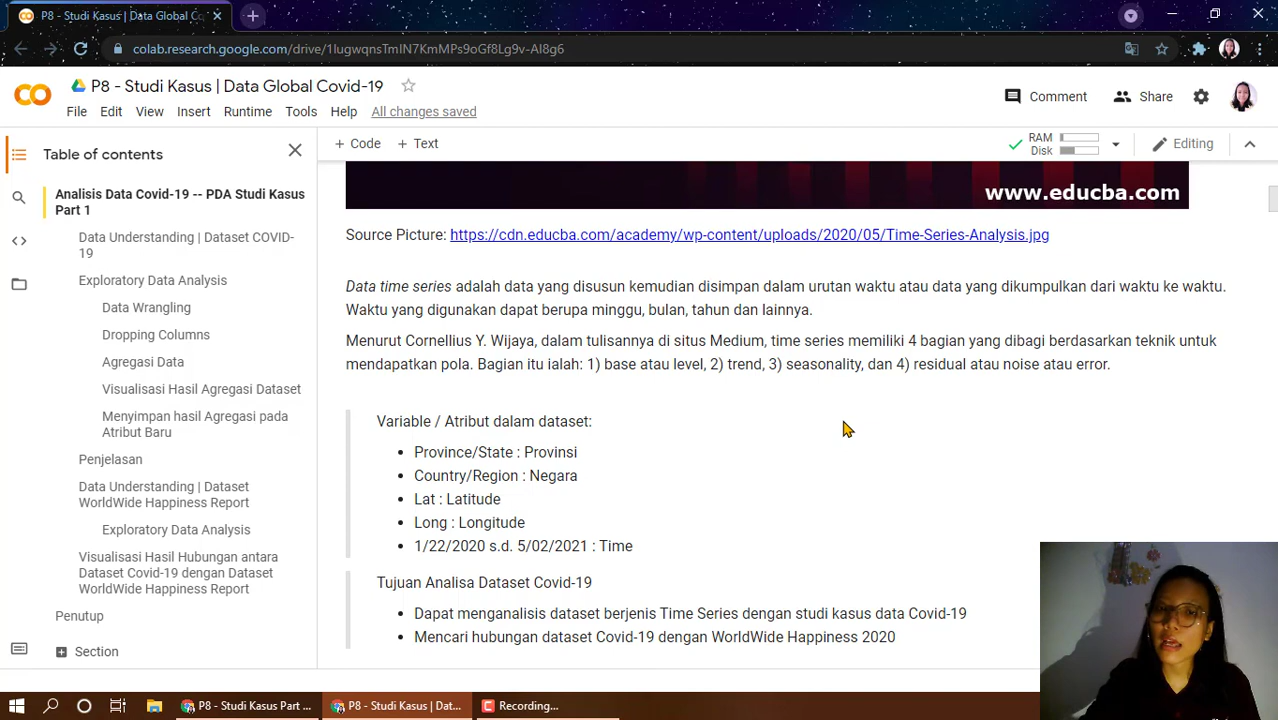 P8 - Studi Kasus | Data Global Co
colab.research.google.com/drive/1lugwqnsTmIN7KmMPs9oGf8Lg9v-AI8g6
P8 - Studi Kasus | Data Global Covid-19
File Edit View Insert Runtime Tools Help All changes saved
Comment Share
Table of contents
+ Code + Text
RAM
Disk
Editing
Analisis Data Covid-19 -- PDA Studi Kasus
Part 1
Data Understanding | Dataset COVID-
19
Exploratory Data Analysis
Data Wrangling
Dropping Columns
Agregasi Data
Visualisasi Hasil Agregasi Dataset
Menyimpan hasil Agregasi pada
Atribut Baru
Penjelasan
Data Understanding | Dataset
WorldWide Happiness Report
Exploratory Data Analysis
Visualisasi Hasil Hubungan antara
Dataset Covid-19 dengan Dataset
WorldWide Happiness Report
Penutup
Section
www.educba.com
Source Picture: https://cdn.educba.com/academy/wp-content/uploads/2020/05/Time-Series-Analysis.jpg
Data time series adalah data yang disusun kemudian disimpan dalam urutan waktu atau data yang dikumpulkan dari waktu ke waktu.
Waktu yang digunakan dapat berupa minggu, bulan, tahun dan lainnya.
Menurut Cornellius Y. Wijaya, dalam tulisannya di situs Medium, time series memiliki 4 bagian yang dibagi berdasarkan teknik untuk
mendapatkan pola. Bagian itu ialah: 1) base atau level, 2) trend, 3) seasonality, dan 4) residual atau noise atau error.
Variable / Atribut dalam dataset:
• Province/State : Provinsi
• Country/Region : Negara
• Lat : Latitude
• Long : Longitude
• 1/22/2020 s.d. 5/02/2021 : Time
Tujuan Analisa Dataset Covid-19
• Dapat menganalisis dataset berjenis Time Series dengan studi kasus data Covid-19
• Mencari hubungan dataset Covid-19 dengan WorldWide Happiness 2020
P8 - Studi Kasus Part ...
P8 - Studi Kasus | Dat...
Recording...